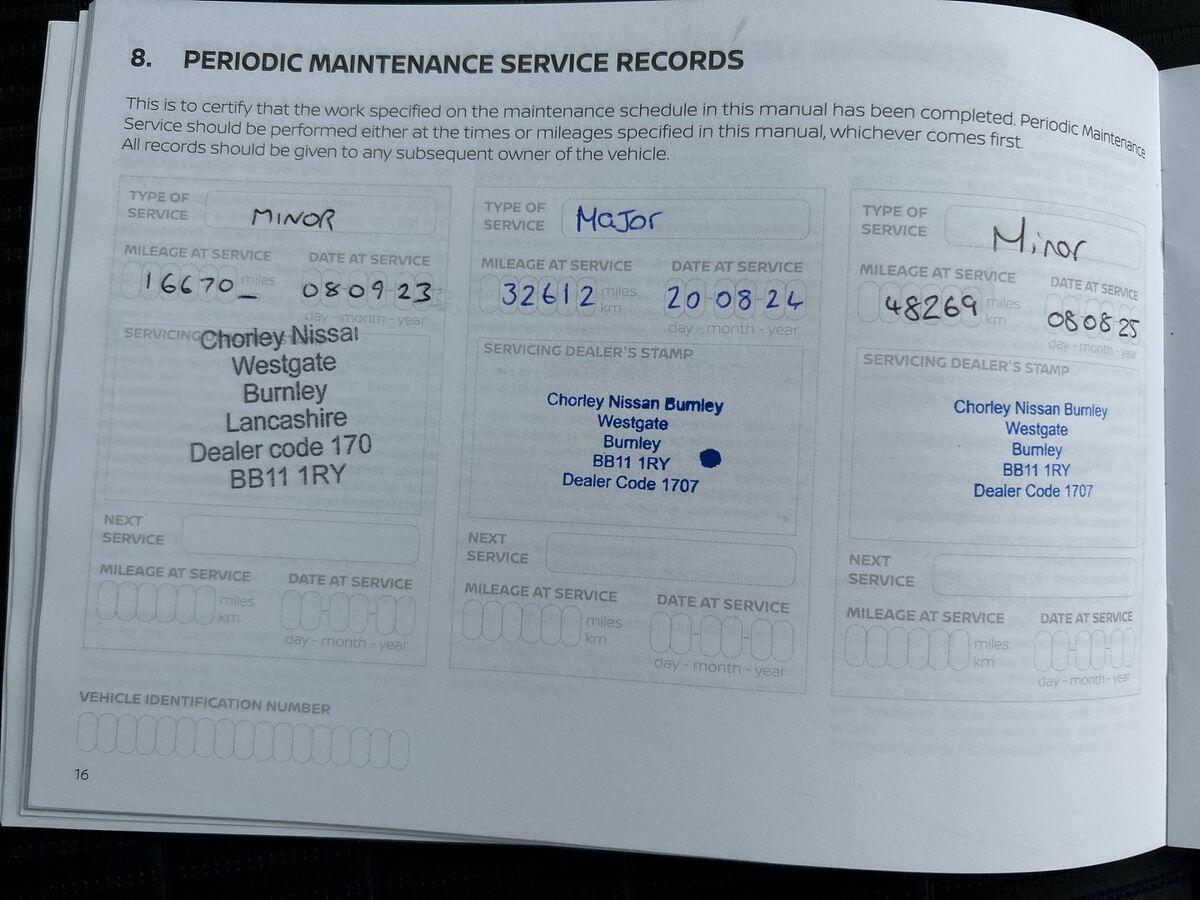 8. PERIODIC MAINTENANCE SERVICE RECORDS
This is to certify that the work specified on the maintenance schedule in this manual has been completed. Periodic Maintenance
Service should be performed either at the times or mileages specified in this manual, whichever comes first.
All records should be given to any subsequent owner of the vehicle.
TYPE OF
SERVICE
MINOR
MILEAGE AT SERVICE
DATE AT SERVICE
16670_ miles
08 09 23
day - month - year
SERVICING
Chorley Nissan
Westgate
Burnley
Lancashire
Dealer code 170
BB11 1RY
NEXT
SERVICE
MILEAGE AT SERVICE
DATE AT SERVICE
miles
km
day - month - year
TYPE OF
SERVICE
Major
MILEAGE AT SERVICE
DATE AT SERVICE
32612 miles
km
20 08 24
day - month - year
SERVICING DEALER'S STAMP
Chorley Nissan Burnley
Westgate
Burnley
BB11 1RY
Dealer Code 1707
NEXT
SERVICE
MILEAGE AT SERVICE
DATE AT SERVICE
miles
km
day - month - year
TYPE OF
SERVICE
Minor
MILEAGE AT SERVICE
DATE AT SERVICE
48269 miles
km
08 08 25
day - month - year
SERVICING DEALER'S STAMP
Chorley Nissan Burnley
Westgate
Burnley
BB11 1RY
Dealer Code 1707
NEXT
SERVICE
MILEAGE AT SERVICE
DATE AT SERVICE
miles
km
day - month - year
VEHICLE IDENTIFICATION NUMBER
16